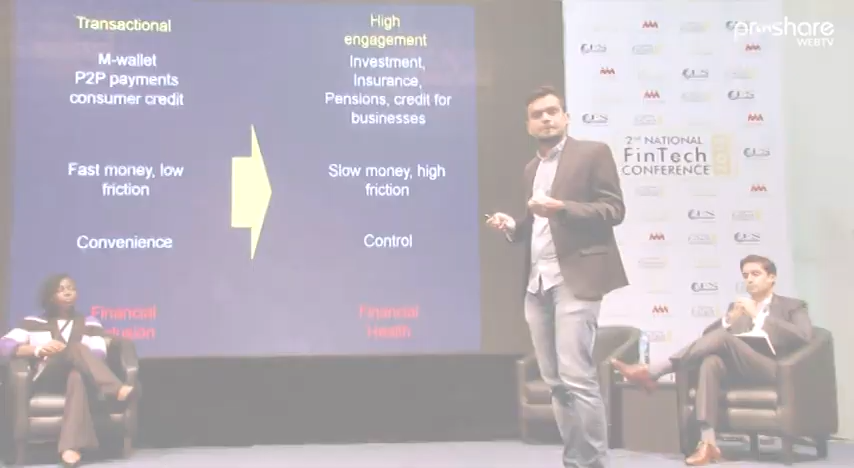 Transactional
M-wallet
P2P payments
consumer credit
Fast money, low
friction
Convenience
Financial
High
engagement
Investment,
Insurance,
Pensions, credit for
businesses
Slow money, high
friction
Control
Financial
Health
proshare
WEBTV
2ND NATIONAL
FinTech
CONFERENCE